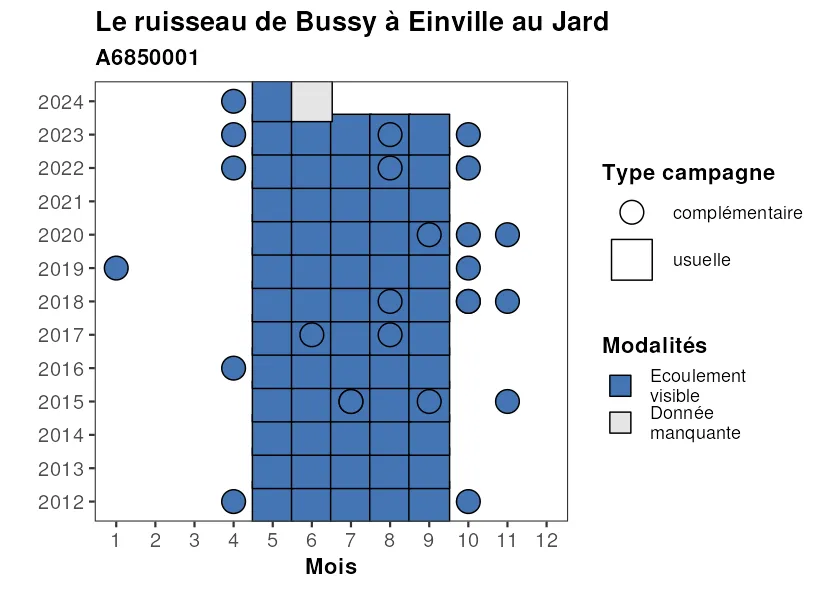 Le ruisseau de Bussy à Einville au Jard
A6850001
2024
2023
2022
2021
2020
2019
2018
2017
2016
2015
2014
2013
2012
1 2 3 4 5 6 7 8 9 10 11 12
Mois
Type campagne
complémentaire
usuelle
Modalités
Ecoulement
visible
Donnée
manquante